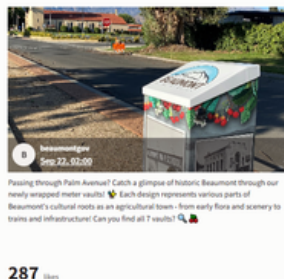 BEAUMONT
B
beaumontgov
Sep 22, 02:00
Passing through Palm Avenue? Catch a glimpse of historic Beaumont through our
newly wrapped meter vaults! Each design represents various parts of
Beaumont's cultural roots as an agricultural town - from early flora and scenery to
trains and infrastructure! Can you find all 7 vaults? 🔍 🚂
287 likes